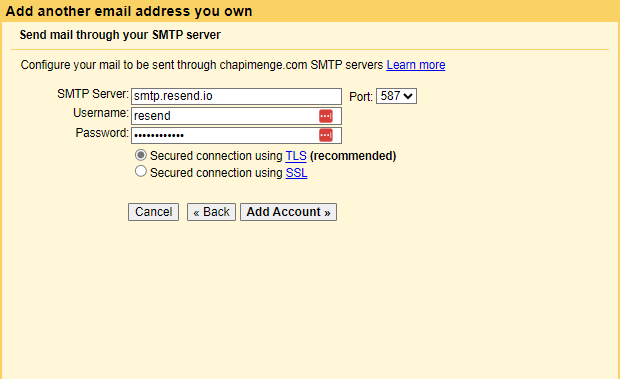 Add another email address you own
Send mail through your SMTP server
Configure your mail to be sent through chapimenge.com SMTP servers Learn more
SMTP Server: smtp.resend.io Port: 587
Username: resend
Password: ••••••••••••
Secured connection using TLS (recommended)
Secured connection using SSL
Cancel « Back Add Account »